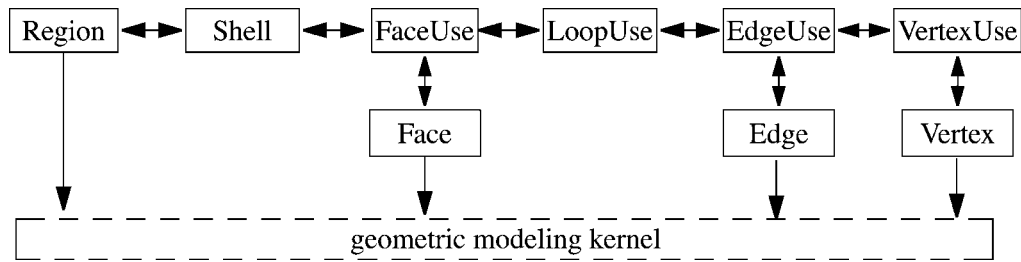 Region Shell FaceUse LoopUse EdgeUse VertexUse
Face Edge Vertex
geometric modeling kernel